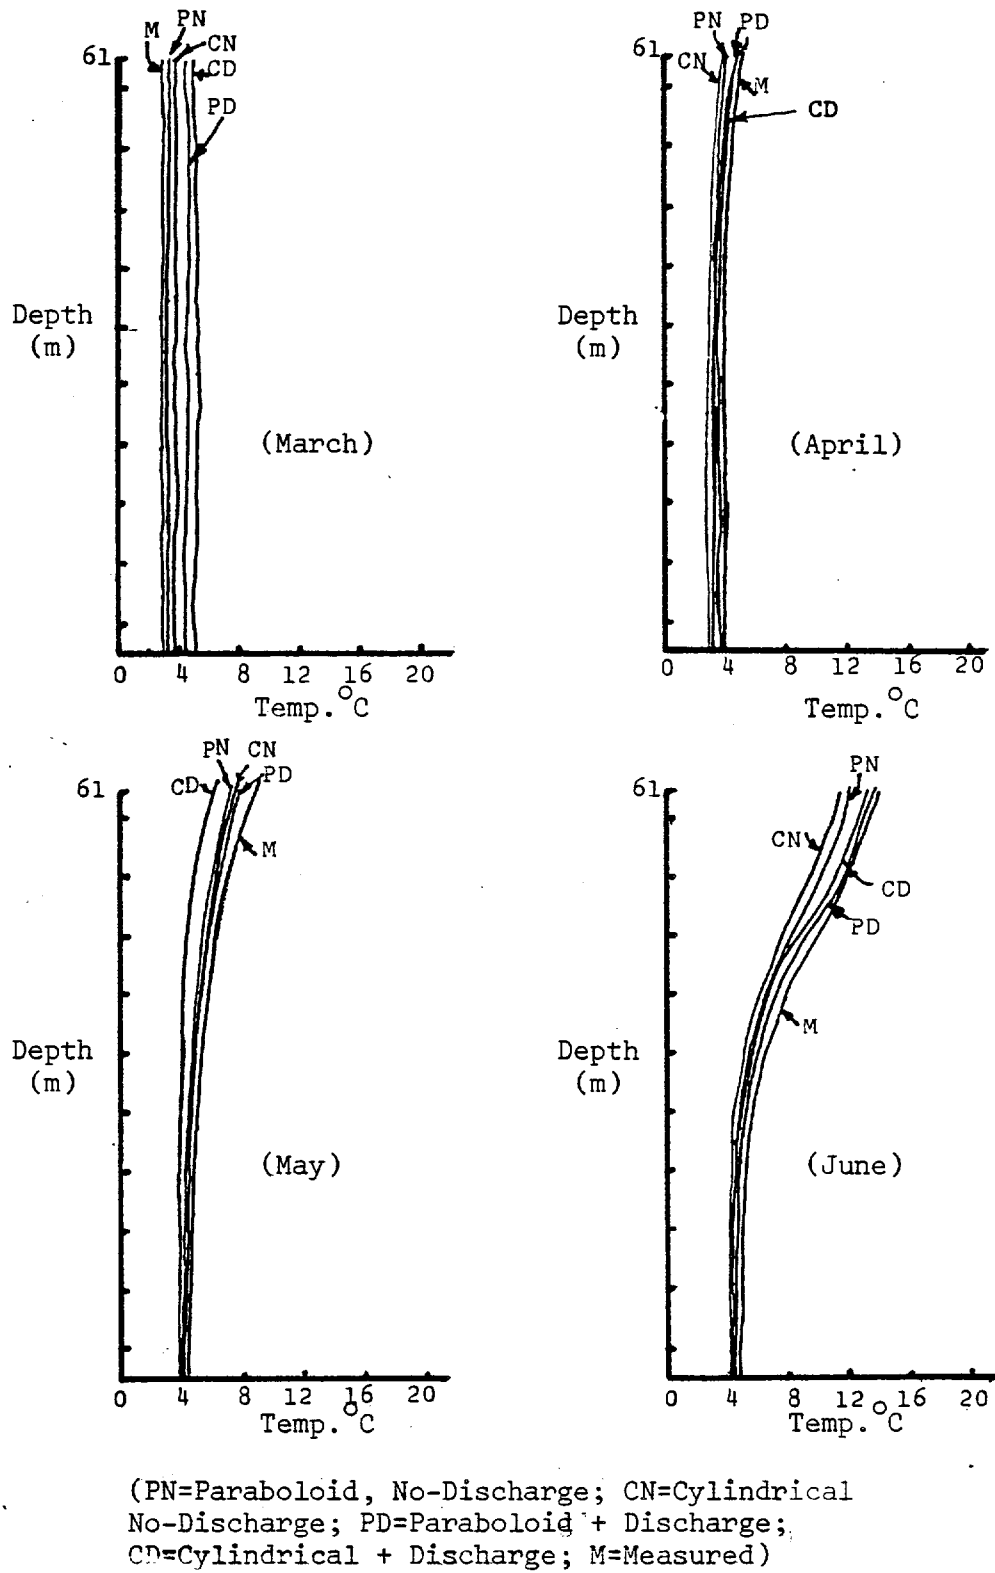 M PN CN
61 CD
PD
Depth
(m)
(March)
0 4 8 12 16 20
Temp. °C
PN PD
61 CN M
CD
Depth
(m)
(April)
0 4 8 12 16 20
Temp. °C
PN CN
61 CD PD
M
Depth
(m)
(May)
0 4 8 12 16 20
Temp. °C
PN
61
CN
CD
PD
M
Depth
(m)
(June)
0 4 8 12 16 20
Temp. °C
(PN=Paraboloid, No-Discharge; CN=Cylindrical
No-Discharge; PD=Paraboloid + Discharge;
CD=Cylindrical + Discharge; M=Measured)